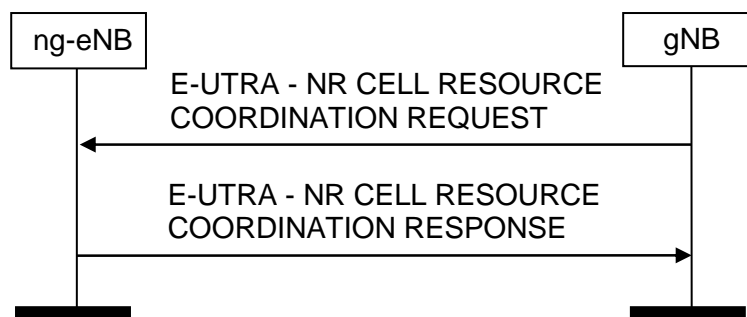 ng-eNB
gNB
E-UTRA - NR CELL RESOURCE
COORDINATION REQUEST
E-UTRA - NR CELL RESOURCE
COORDINATION RESPONSE